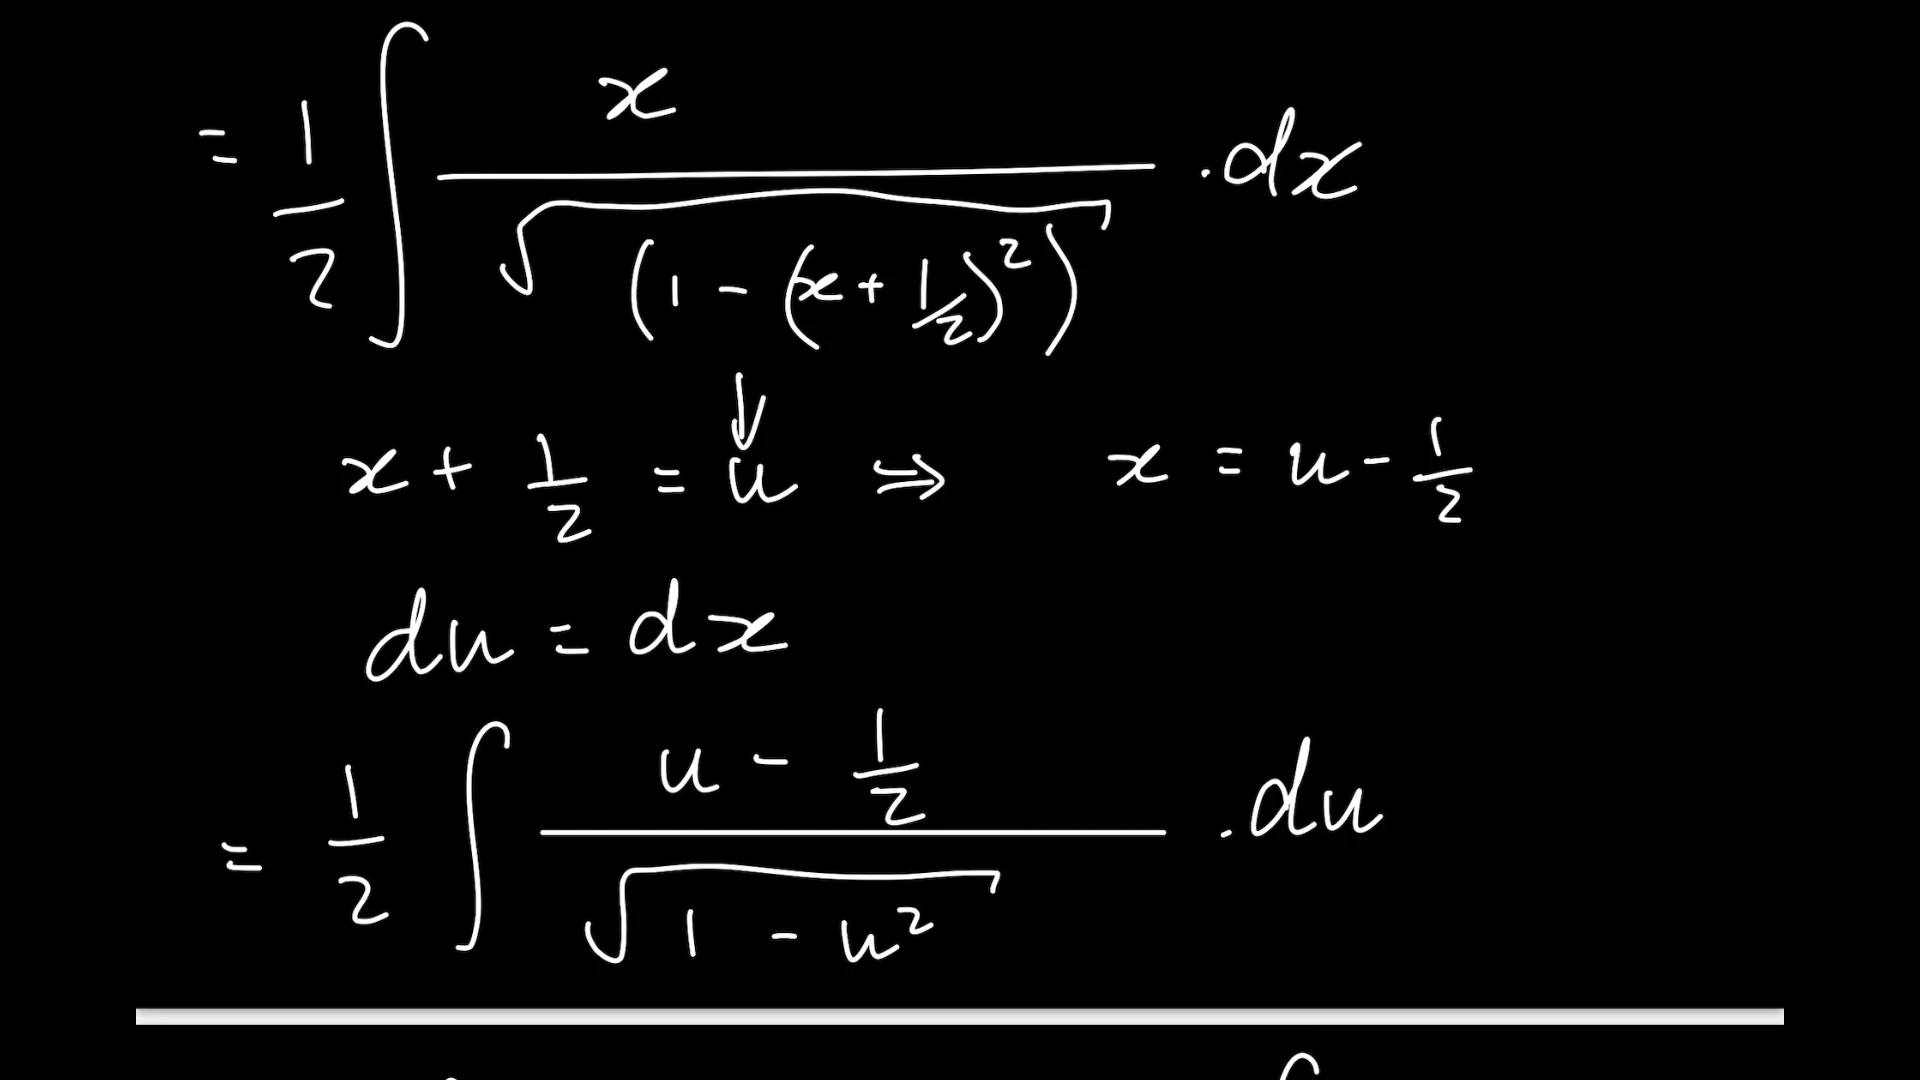 = 1/2 ∫ x / √(1 - (x + 1/2)²) . dx
x + 1/2 = u ⇒ x = u - 1/2
du = dx
= 1/2 ∫ (u - 1/2) / √(1 - u²) . du